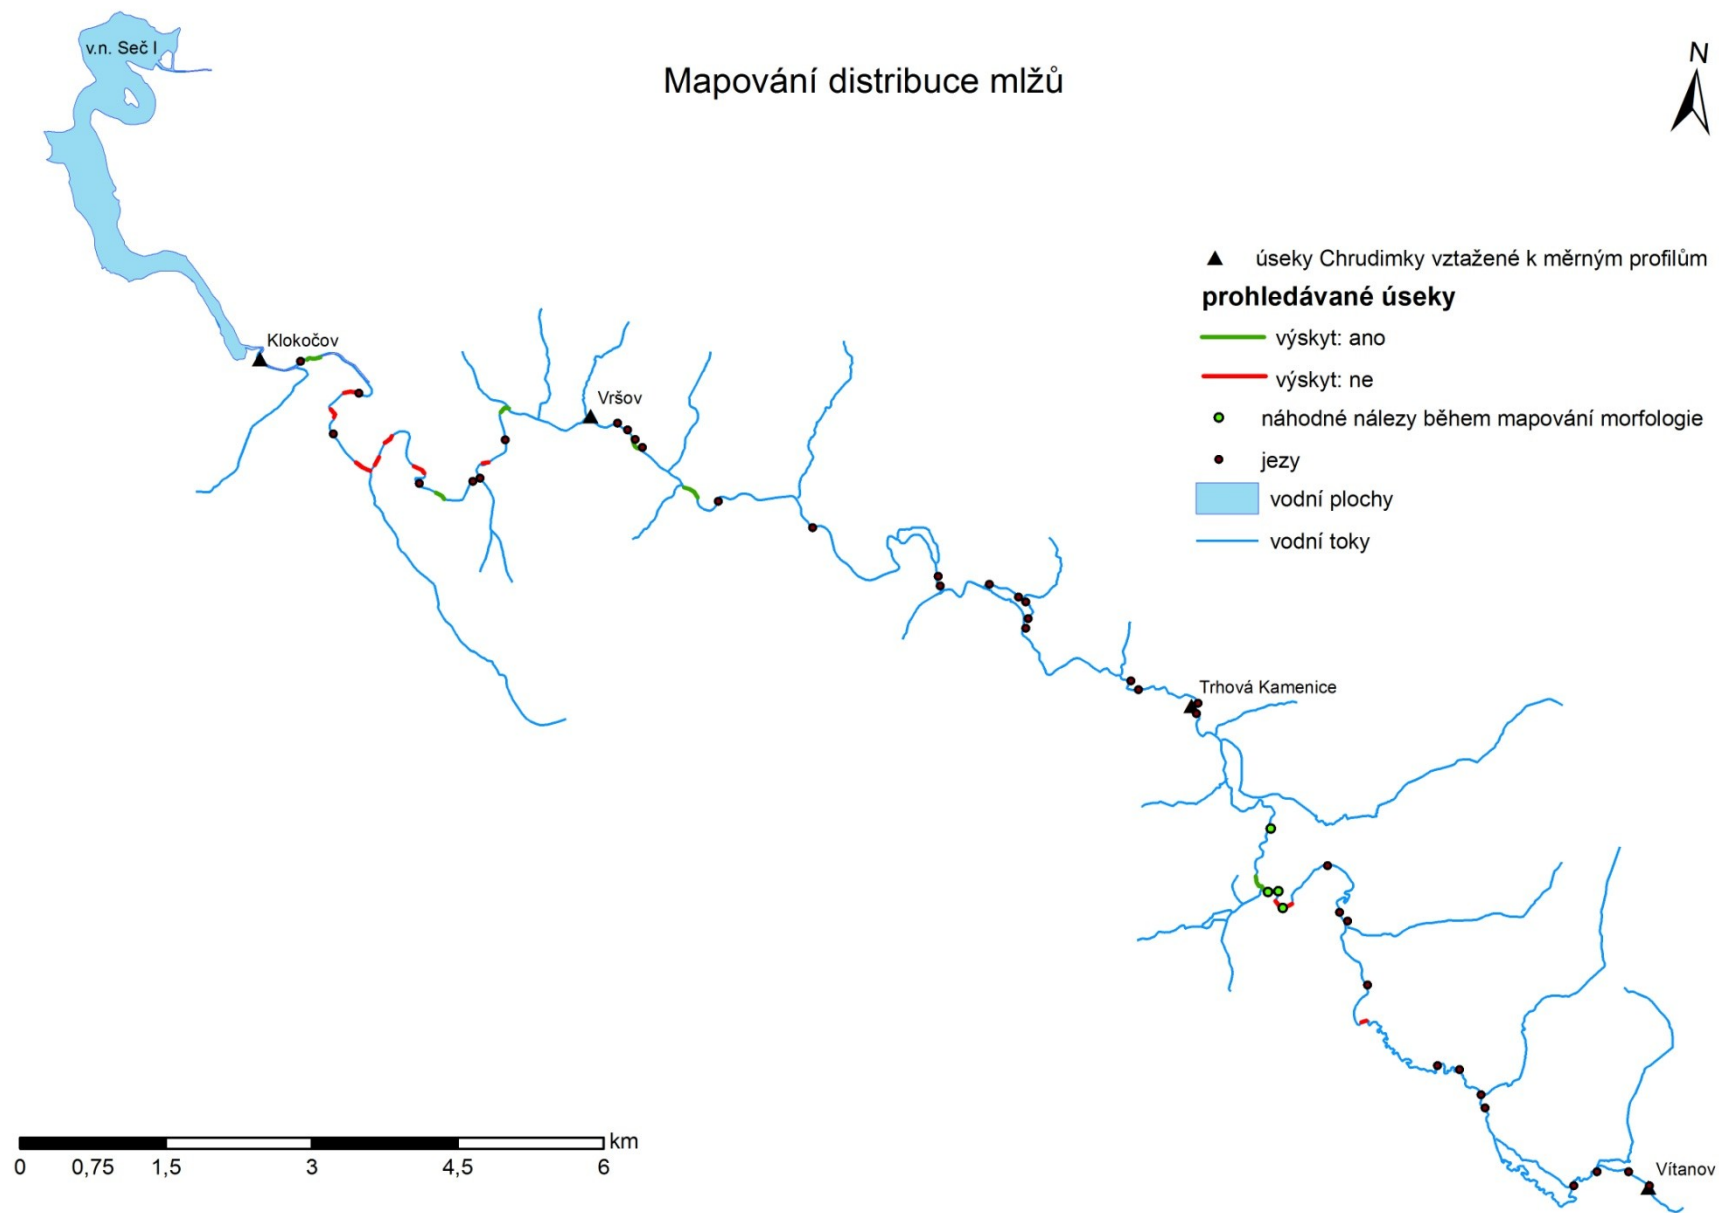 v.n. Seč I
Mapování distribuce mlžů
N
úseky Chrudimky vztažené k měrným profilům
prohledávané úseky
výskyt: ano
výskyt: ne
náhodné nálezy během mapování morfologie
jezy
vodní plochy
vodní toky
Klokočov
Vršov
Trhová Kamenice
Vítanov
km
0 0,75 1,5 3 4,5 6